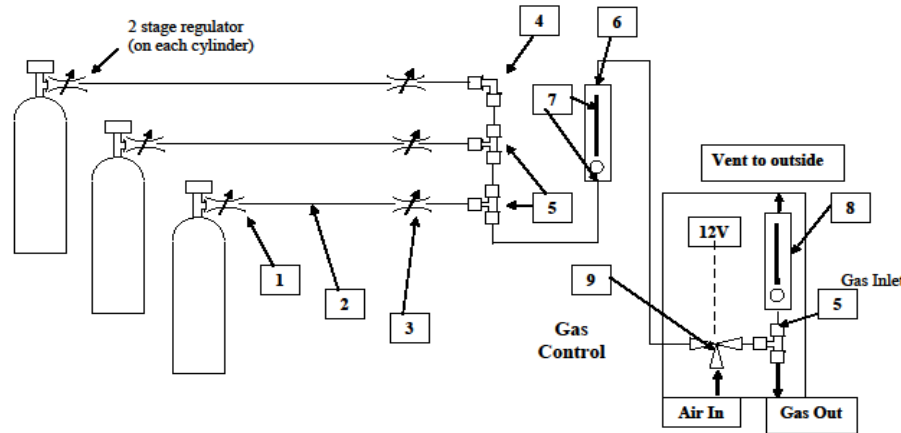 2 stage regulator
(on each cylinder)
4
6
7
Vent to outside
5
12V
8
1
2
9
Gas Inlet
3
5
Gas
Control
Air In
Gas Out